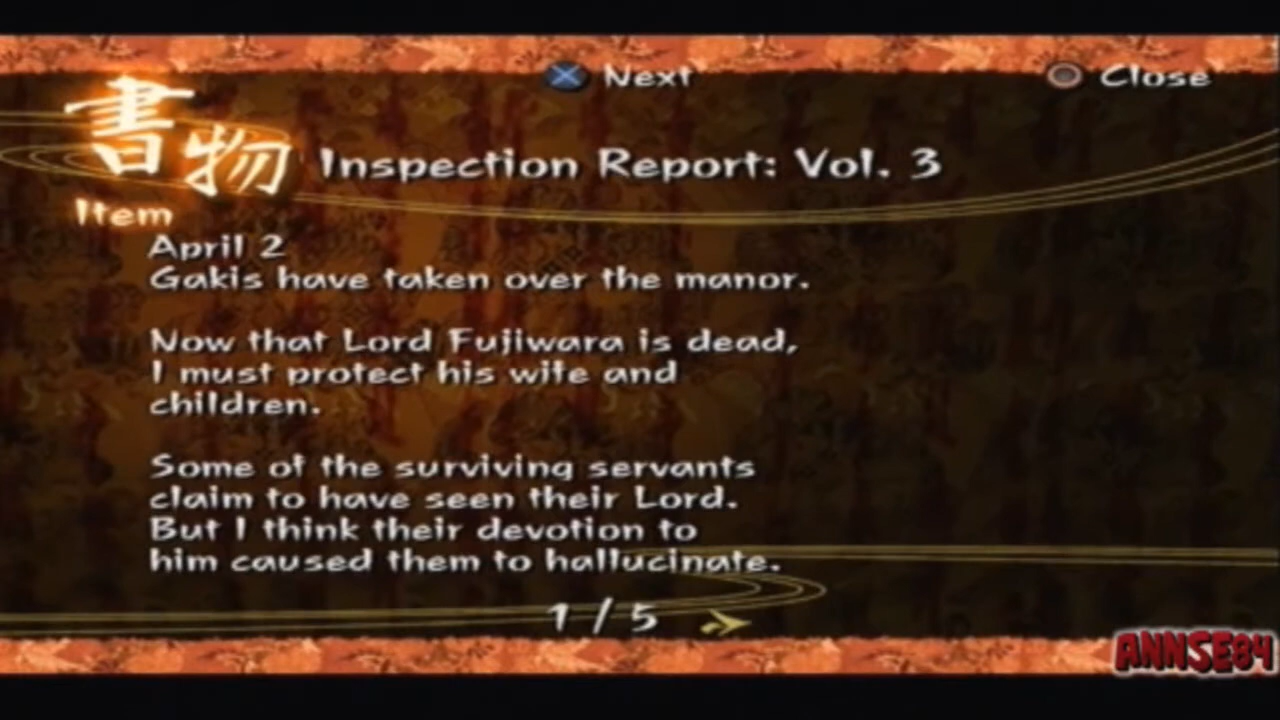 Next
Close
書物
Item
Inspection Report: Vol. 3
April 2
Gakis have taken over the manor.
Now that Lord Fujiwara is dead,
I must protect his wife and
children.
Some of the surviving servants
claim to have seen their Lord.
But I think their devotion to
him caused them to hallucinate.
1 / 5
ANNSE84